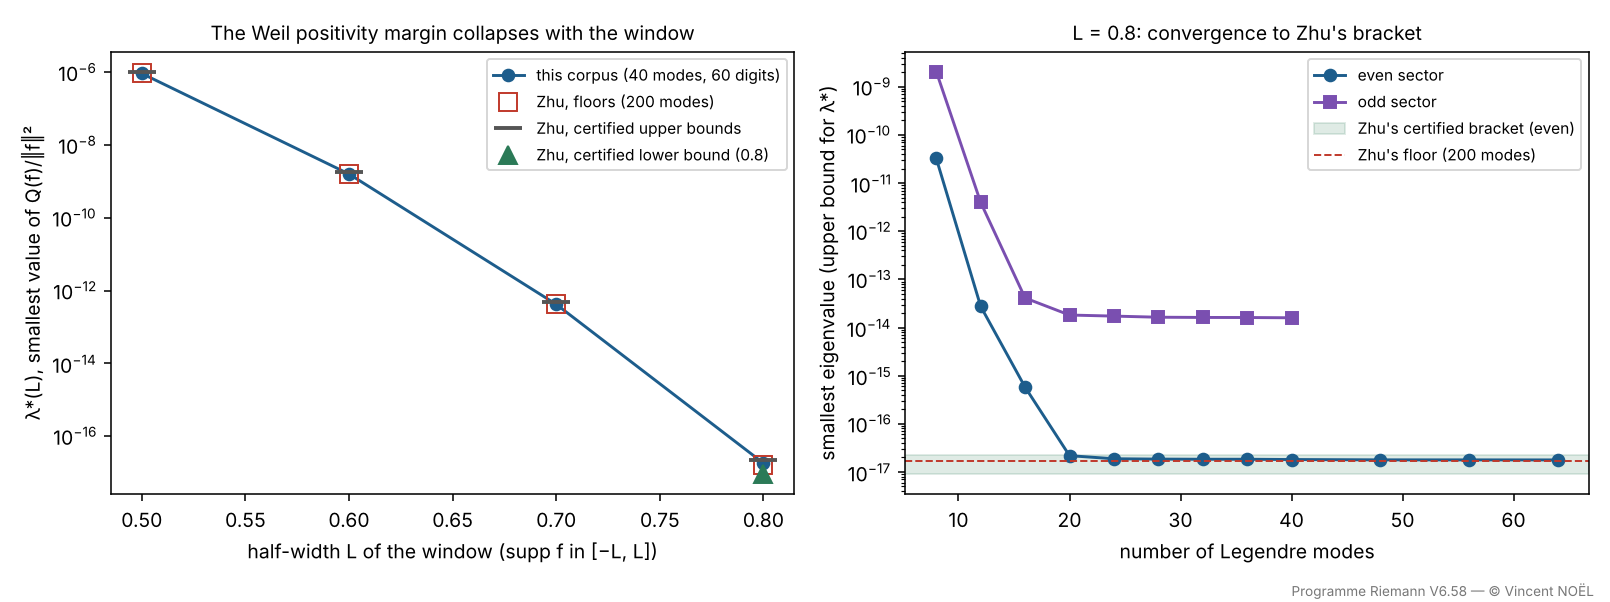 The Weil positivity margin collapses with the window
λ*(L), smallest value of Q(f)/‖f‖²
10⁻⁶
10⁻⁸
10⁻¹⁰
10⁻¹²
10⁻¹⁴
10⁻¹⁶
this corpus (40 modes, 60 digits)
Zhu, floors (200 modes)
Zhu, certified upper bounds
Zhu, certified lower bound (0.8)
0.50 0.55 0.60 0.65 0.70 0.75 0.80
half-width L of the window (supp f in [−L, L])
L = 0.8: convergence to Zhu's bracket
smallest eigenvalue (upper bound for λ*)
10⁻⁹
10⁻¹⁰
10⁻¹¹
10⁻¹²
10⁻¹³
10⁻¹⁴
10⁻¹⁵
10⁻¹⁶
10⁻¹⁷
even sector
odd sector
Zhu's certified bracket (even)
Zhu's floor (200 modes)
10 20 30 40 50 60
number of Legendre modes
Programme Riemann V6.58 — © Vincent NOËL